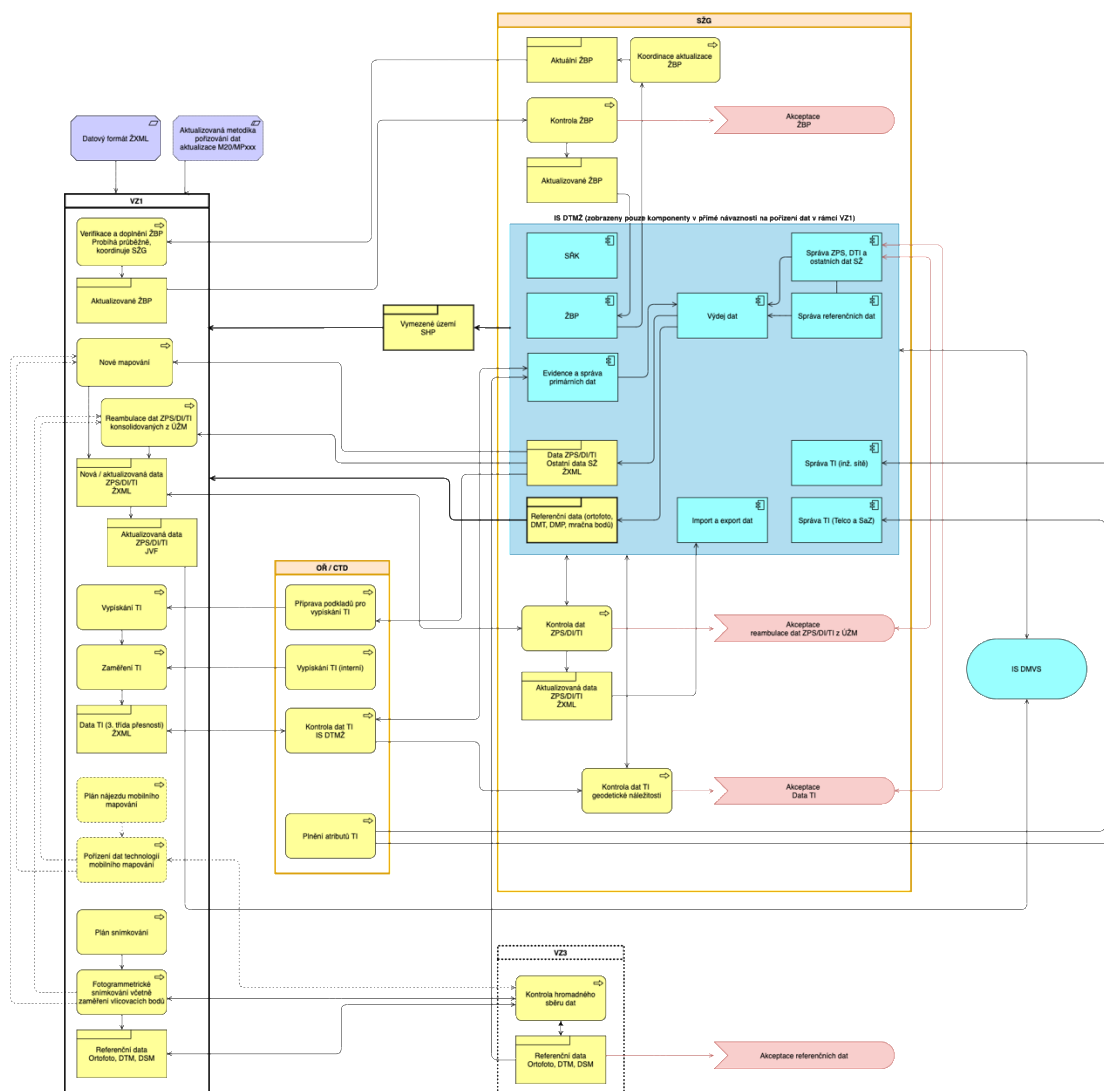 SŽG
Aktuální ŽBP
Koordinace aktualizace
ŽBP
Kontrola ŽBP
Akceptace
ŽBP
Datový formát ŽXML
Aktualizovaná metodika
pořizování dat
aktualizace M20/MPxxx
Aktualizované ŽBP
VZ1
IS DTMŽ (zobrazeny pouze komponenty v přímé návaznosti na pořízení dat v rámci VZ1)
Verifikace a doplnění ŽBP
Probíhá průběžně,
koordinuje SŽG
SŘK
Správa ZPS, DTI a
ostatních dat SŽ
Aktualizované ŽBP
Vymezené území
SHP
ŽBP
Výdej dat
Správa referenčních dat
Nové mapování
Evidence a správa
primárních dat
Reambulace dat ZPS/DI/TI
konsolidovaných z ÚŽM
Nová / aktualizovaná data
ZPS/DI/TI
ŽXML
Data ZPS/DI/TI
Ostatní data SŽ
ŽXML
Správa TI (inž. sítě)
Aktualizovaná data
ZPS/DI/TI
JVF
Referenční data (ortofoto,
DMT, DMP, mračna bodů)
Import a export dat
Správa TI (Telco a SaZ)
OŘ / CTD
Vypískání TI
Příprava podkladů pro
vypískání TI
Kontrola dat
ZPS/DI/TI
Akceptace
reambulace dat ZPS/DI/TI z ÚŽM
Zaměření TI
Vypískání TI (interní)
Aktualizovaná data
ZPS/DI/TI
ŽXML
IS DMVS
Data TI (3. třída přesnosti)
ŽXML
Kontrola dat TI
IS DTMŽ
Plán nájezdu mobilního
mapování
Kontrola dat TI
geodetické náležitosti
Akceptace
Data TI
Plnění atributů TI
Pořízení dat technologií
mobilního mapování
Plán snímkování
VZ3
Fotogrammetrické
snímkování včetně
zaměření vlícovacích bodů
Kontrola hromadného
sběru dat
Referenční data
Ortofoto, DTM, DSM
Referenční data
Ortofoto, DTM, DSM
Akceptace referenčních dat